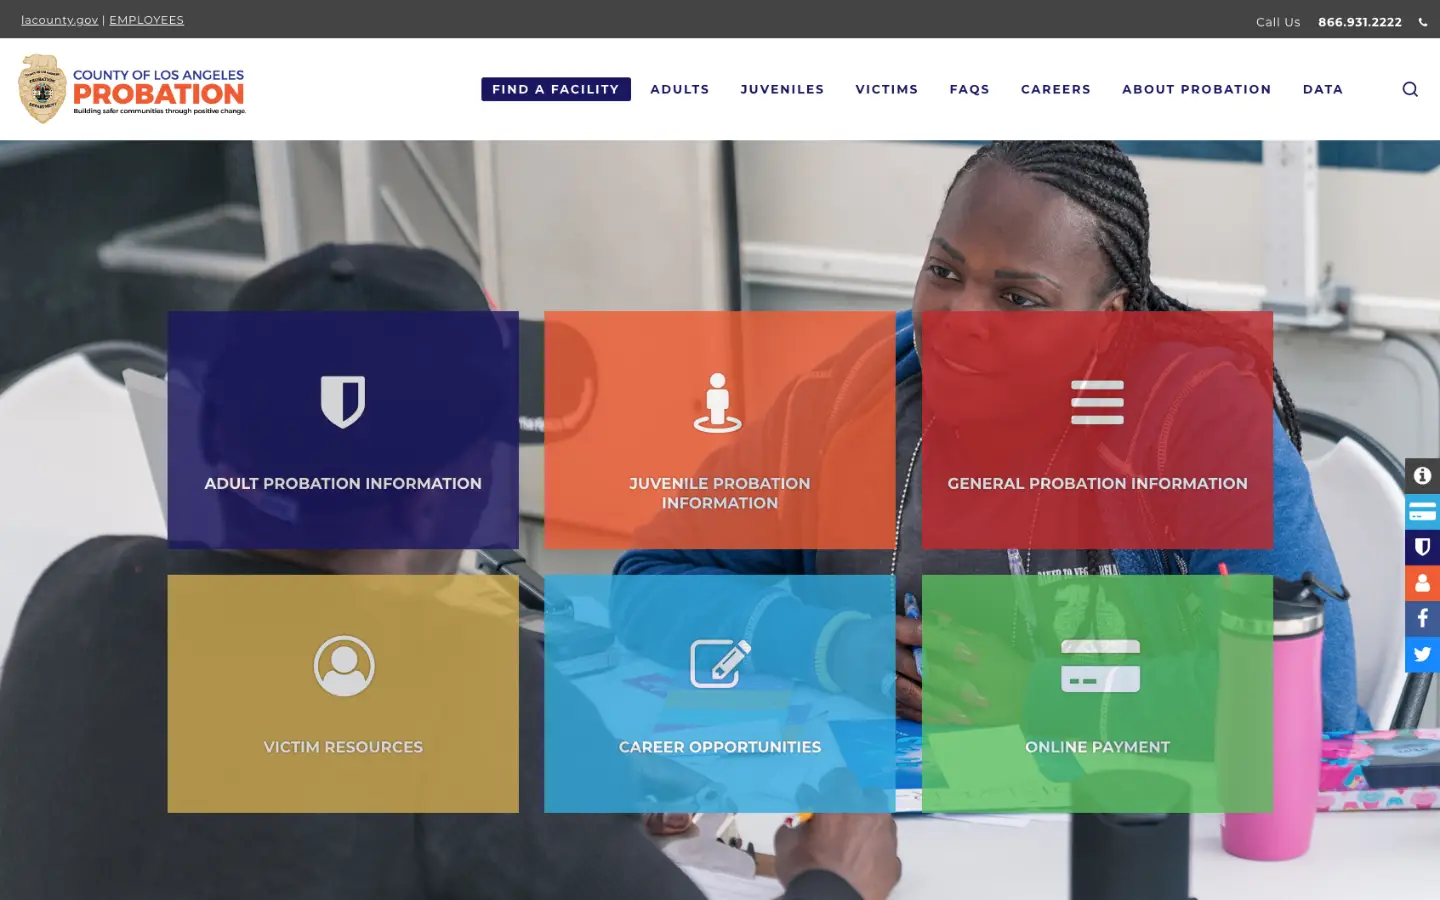 lacounty.gov | EMPLOYEES
Call Us 866.931.2222
COUNTY OF LOS ANGELES
PROBATION
Building safer communities through positive change.
FIND A FACILITY
ADULTS
JUVENILES
VICTIMS
FAQS
CAREERS
ABOUT PROBATION
DATA
ADULT PROBATION INFORMATION
JUVENILE PROBATION
INFORMATION
GENERAL PROBATION INFORMATION
VICTIM RESOURCES
CAREER OPPORTUNITIES
ONLINE PAYMENT